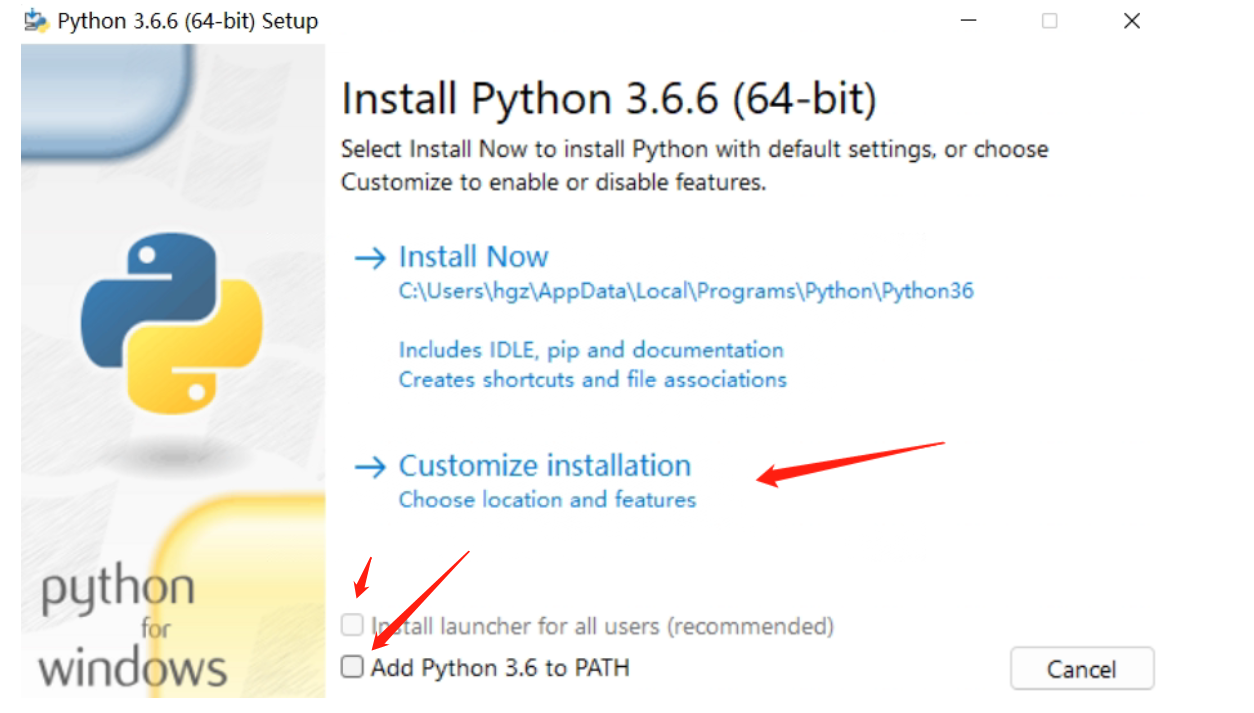 Python 3.6.6 (64-bit) Setup
Install Python 3.6.6 (64-bit)
Select Install Now to install Python with default settings, or choose
Customize to enable or disable features.
Install Now
C:\Users\hgz\AppData\Local\Programs\Python\Python36
Includes IDLE, pip and documentation
Creates shortcuts and file associations
Customize installation
Choose location and features
python
for
windows
Install launcher for all users (recommended)
Add Python 3.6 to PATH
Cancel